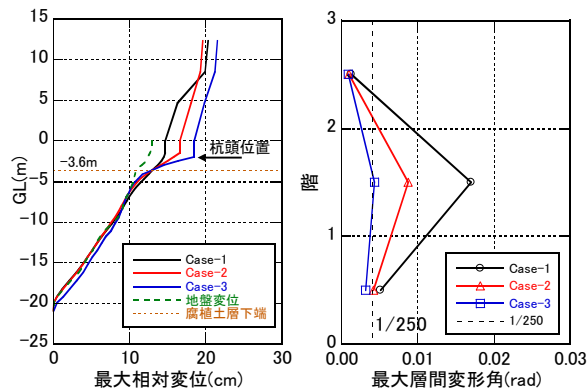 15
10
5
0
-5
-10
-15
-20
-25
GL(m)
-3.6m
杭頭位置
Case-1
Case-2
Case-3
地盤変位
腐植土層下端
0
10
20
30
最大相対変位(cm)
3
2
1
0
階
Case-1
Case-2
Case-3
1/250
1/250
0.00
0.01
0.02
0.03
最大層間変形角(rad)